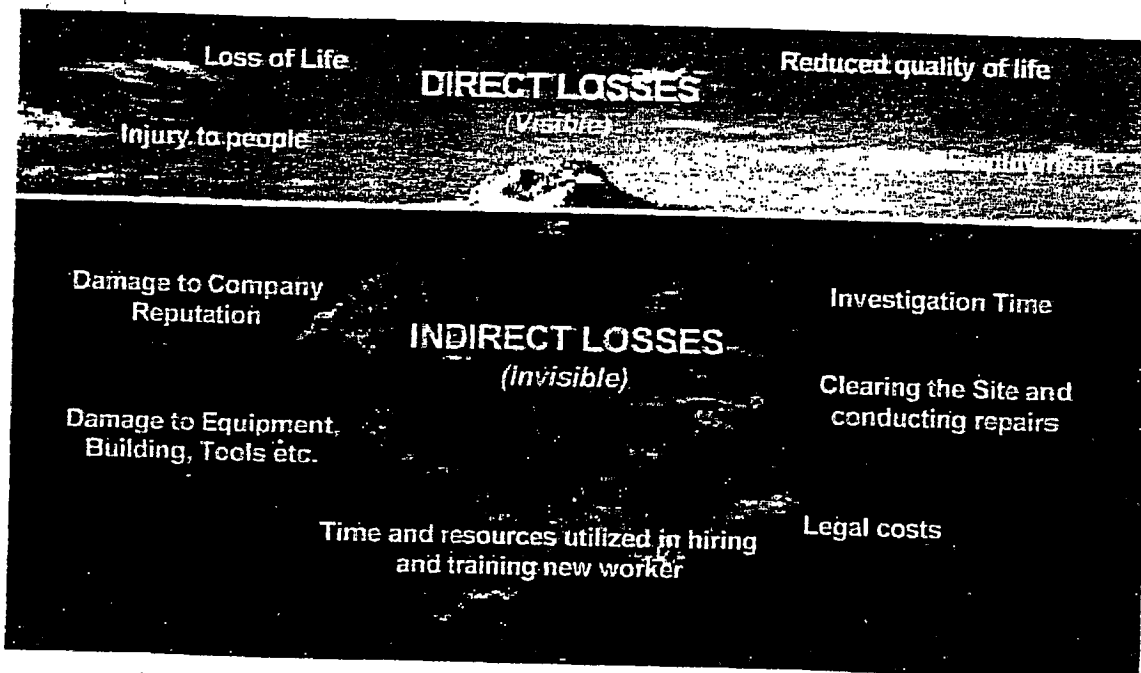 Loss of Life
DIRECT LOSSES
(Visible)
Reduced quality of life
Injury to people
Damage to Company
Reputation
INDIRECT LOSSES
(Invisible)
Investigation Time
Clearing the Site and
conducting repairs
Damage to Equipment,
Building, Tools etc.
Time and resources utilized in hiring
and training new worker
Legal costs